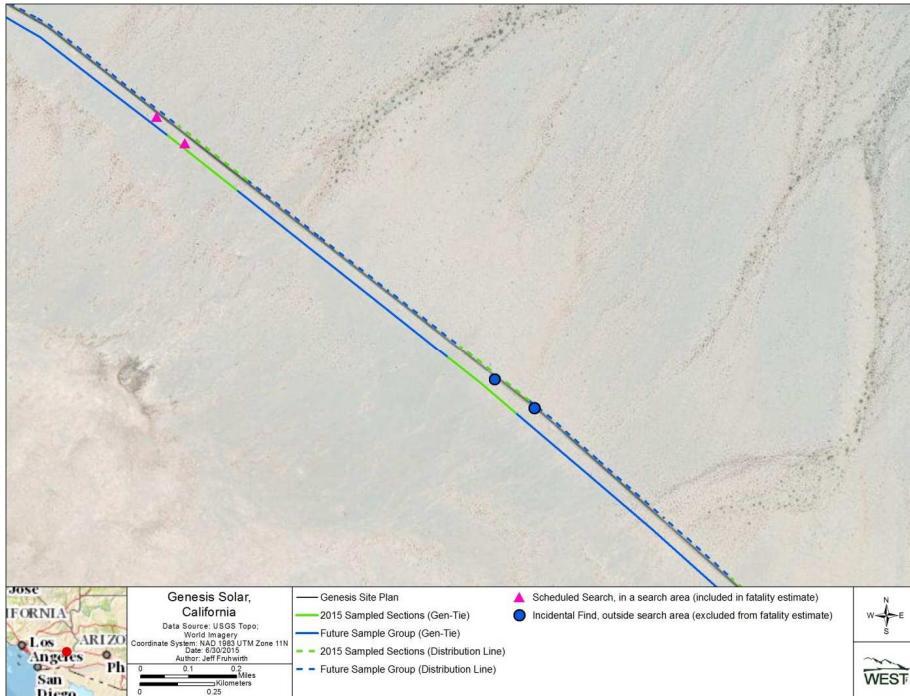 Jose
IFORNIA
Los
Angeles
ARIZO
Ph
San
Diego
Genesis Solar,
California
Data Source: USGS Topo;
World Imagery
Coordinate System: NAD 1983 UTM Zone 11N
Date: 6/30/2015
Author: Jeff Fruhwirth
0 0.1 0.2
Miles
Kilometers
0 0.25
Genesis Site Plan
2015 Sampled Sections (Gen-Tie)
Future Sample Group (Gen-Tie)
2015 Sampled Sections (Distribution Line)
Future Sample Group (Distribution Line)
Scheduled Search, in a search area (included in fatality estimate)
Incidental Find, outside search area (excluded from fatality estimate)
N
W E
S
WEST